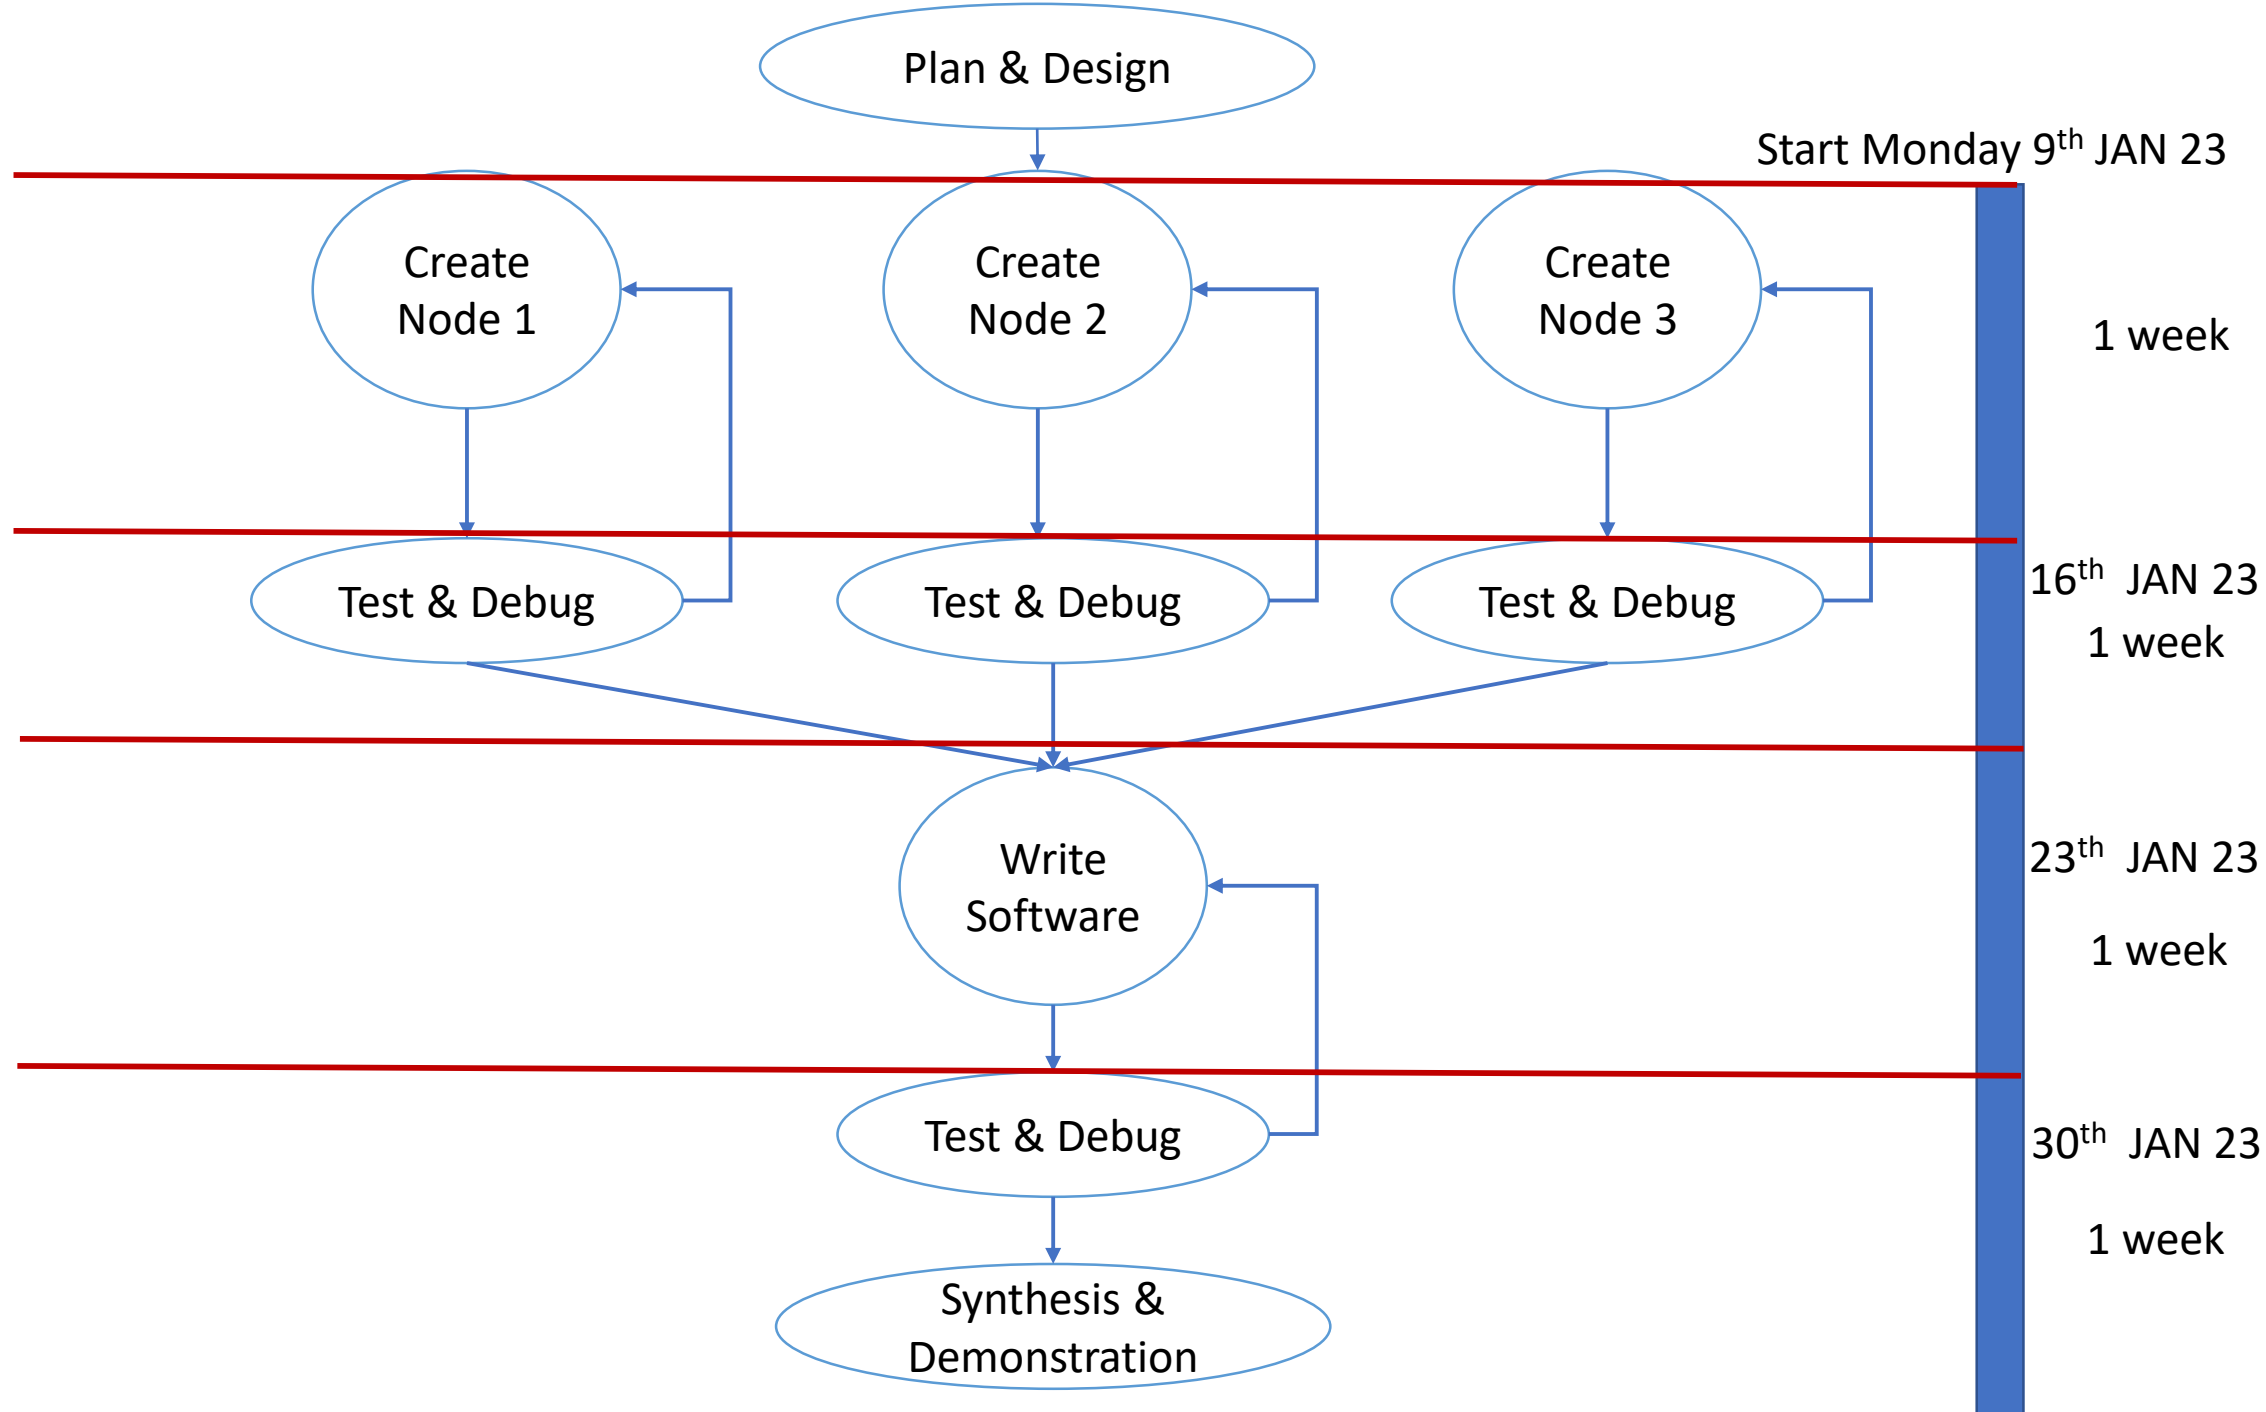 Plan & Design
Start Monday 9th JAN 23
Create
Node 1
Create
Node 2
Create
Node 3
1 week
Test & Debug
Test & Debug
Test & Debug
16th JAN 23
1 week
Write
Software
23th JAN 23
1 week
Test & Debug
30th JAN 23
1 week
Synthesis &
Demonstration